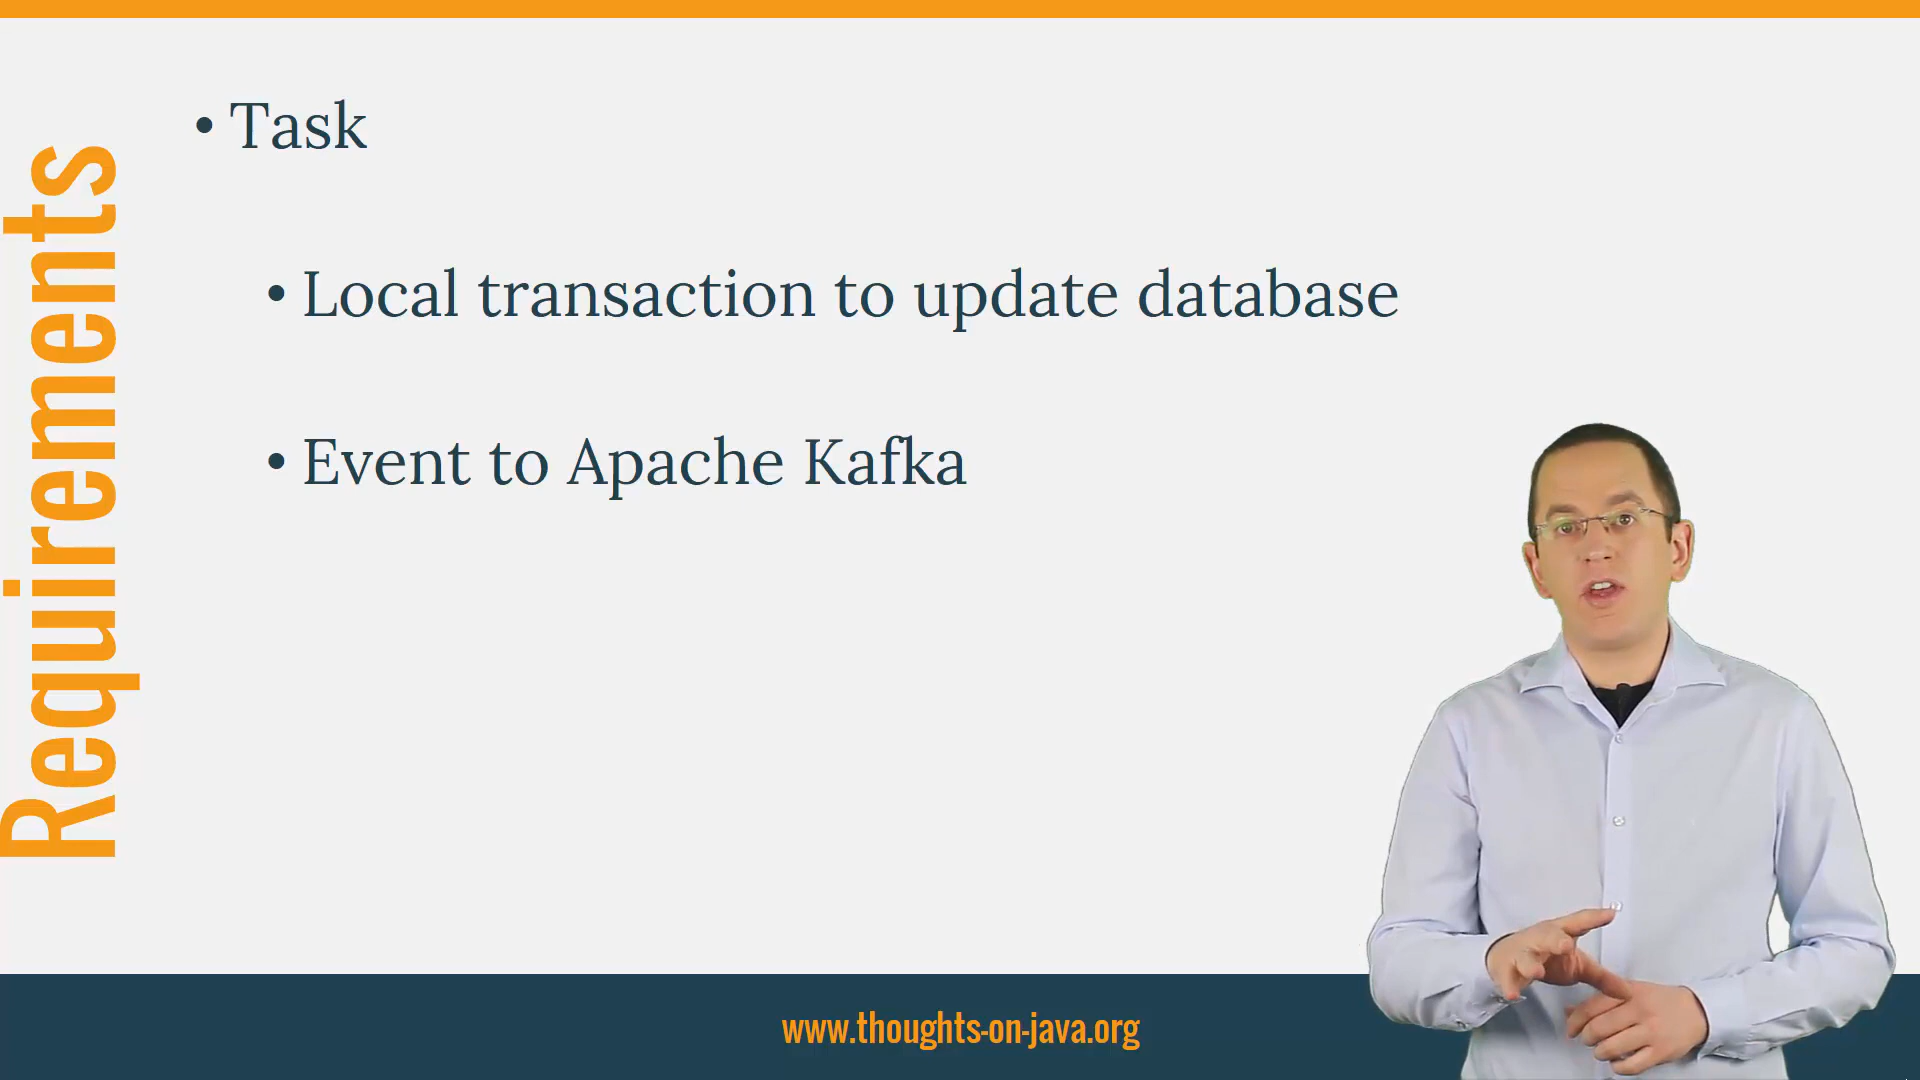 Requirements
• Task
• Local transaction to update database
• Event to Apache Kafka
www.thoughts-on-java.org